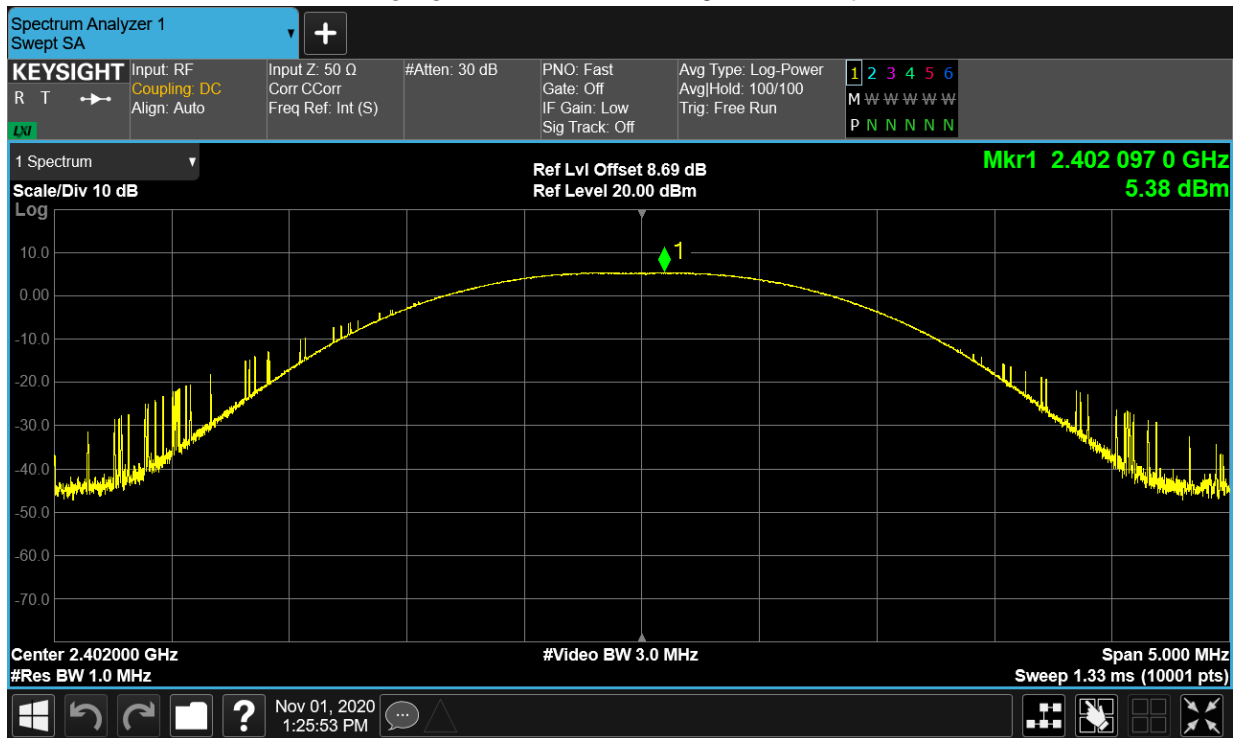 Spectrum Analyzer 1
Swept SA
KEYSIGHT
R T
LXI
Input: RF
Coupling: DC
Align: Auto
Input Z: 50 Ω
Corr CCorr
Freq Ref: Int (S)
#Atten: 30 dB
PNO: Fast
Gate: Off
IF Gain: Low
Sig Track: Off
Avg Type: Log-Power
Avg|Hold: 100/100
Trig: Free Run
1 2 3 4 5 6
M W W W W W
P N N N N N
1 Spectrum
Scale/Div 10 dB
Log
Ref Lvl Offset 8.69 dB
Ref Level 20.00 dBm
Mkr1 2.402 097 0 GHz
5.38 dBm
1
10.0
0.00
-10.0
-20.0
-30.0
-40.0
-50.0
-60.0
-70.0
Center 2.402000 GHz
#Res BW 1.0 MHz
#Video BW 3.0 MHz
Span 5.000 MHz
Sweep 1.33 ms (10001 pts)
?
Nov 01, 2020
1:25:53 PM